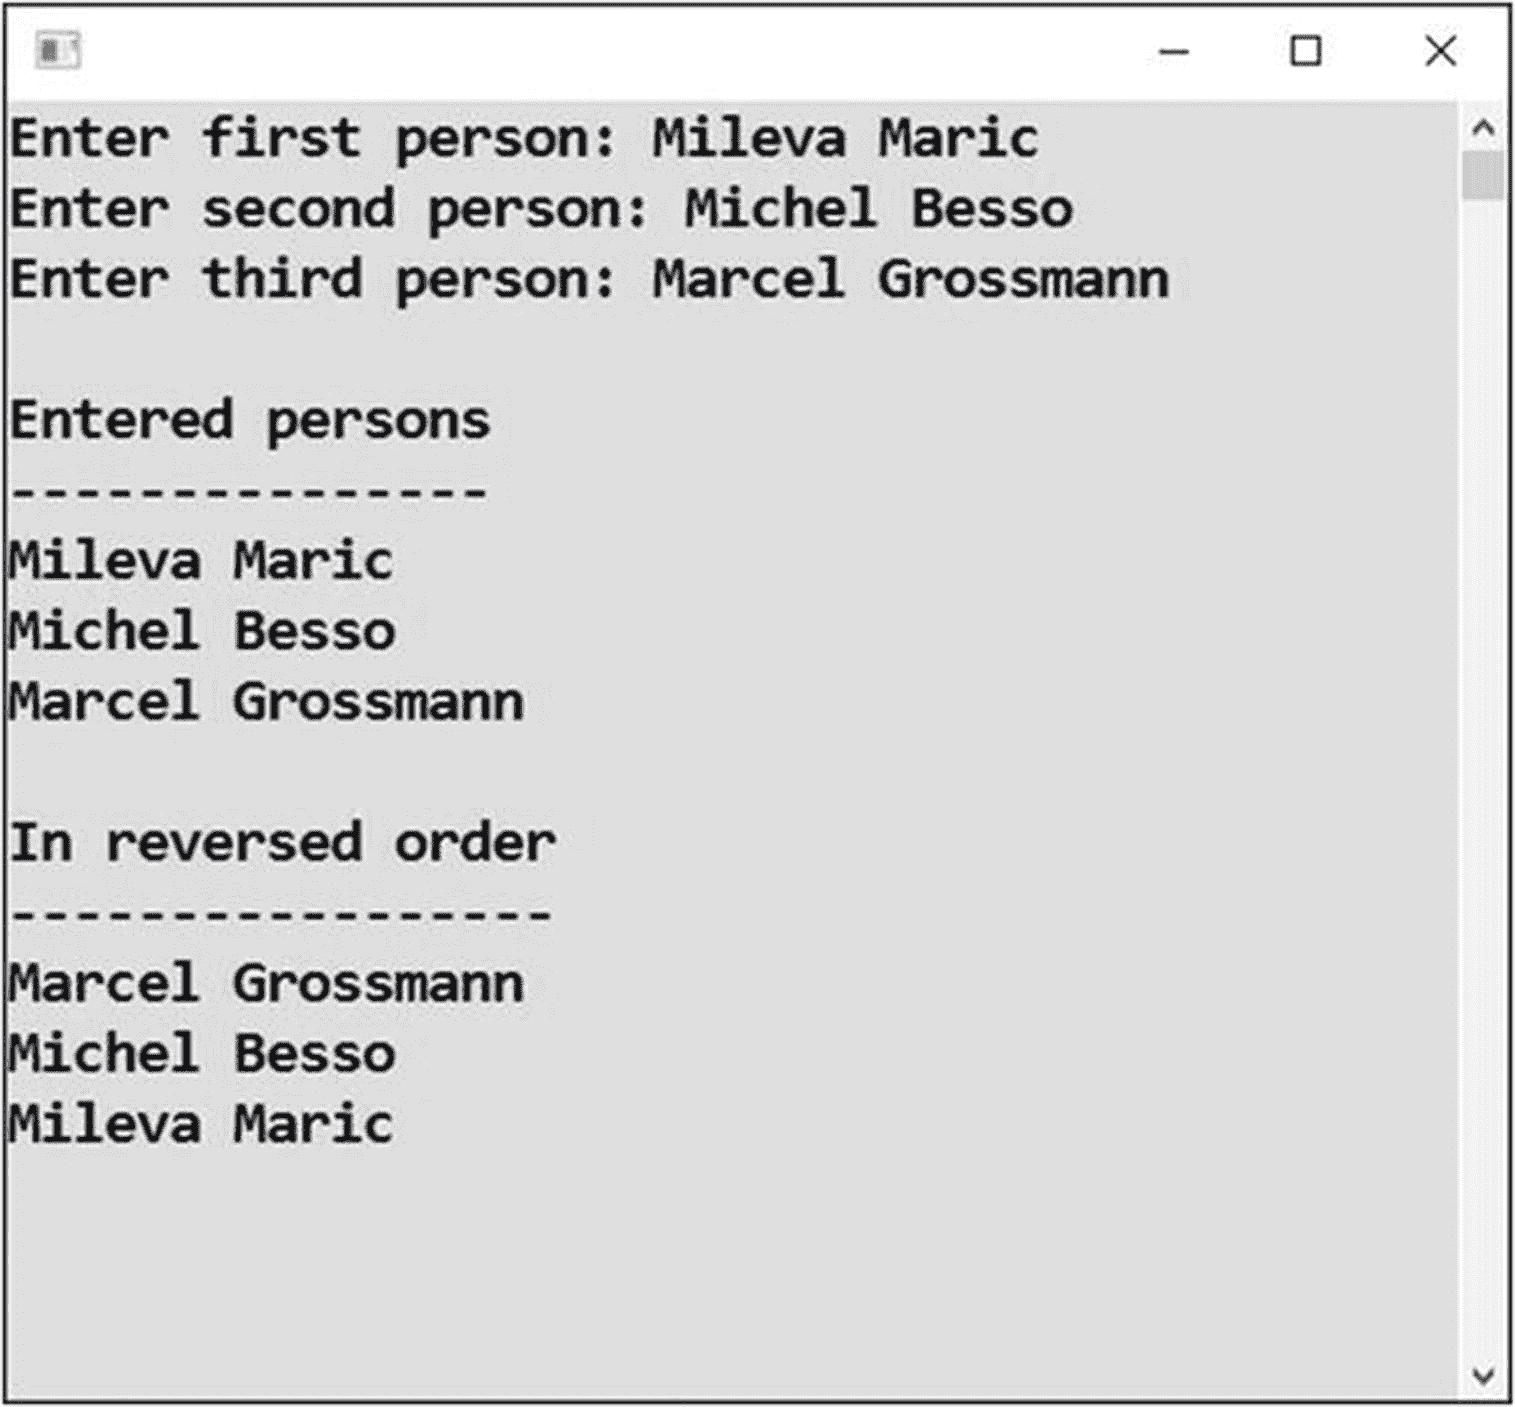 Enter first person: Mileva Maric
Enter second person: Michel Besso
Enter third person: Marcel Grossmann
Entered persons
---------------
Mileva Maric
Michel Besso
Marcel Grossmann
In reversed order
-----------------
Marcel Grossmann
Michel Besso
Mileva Maric